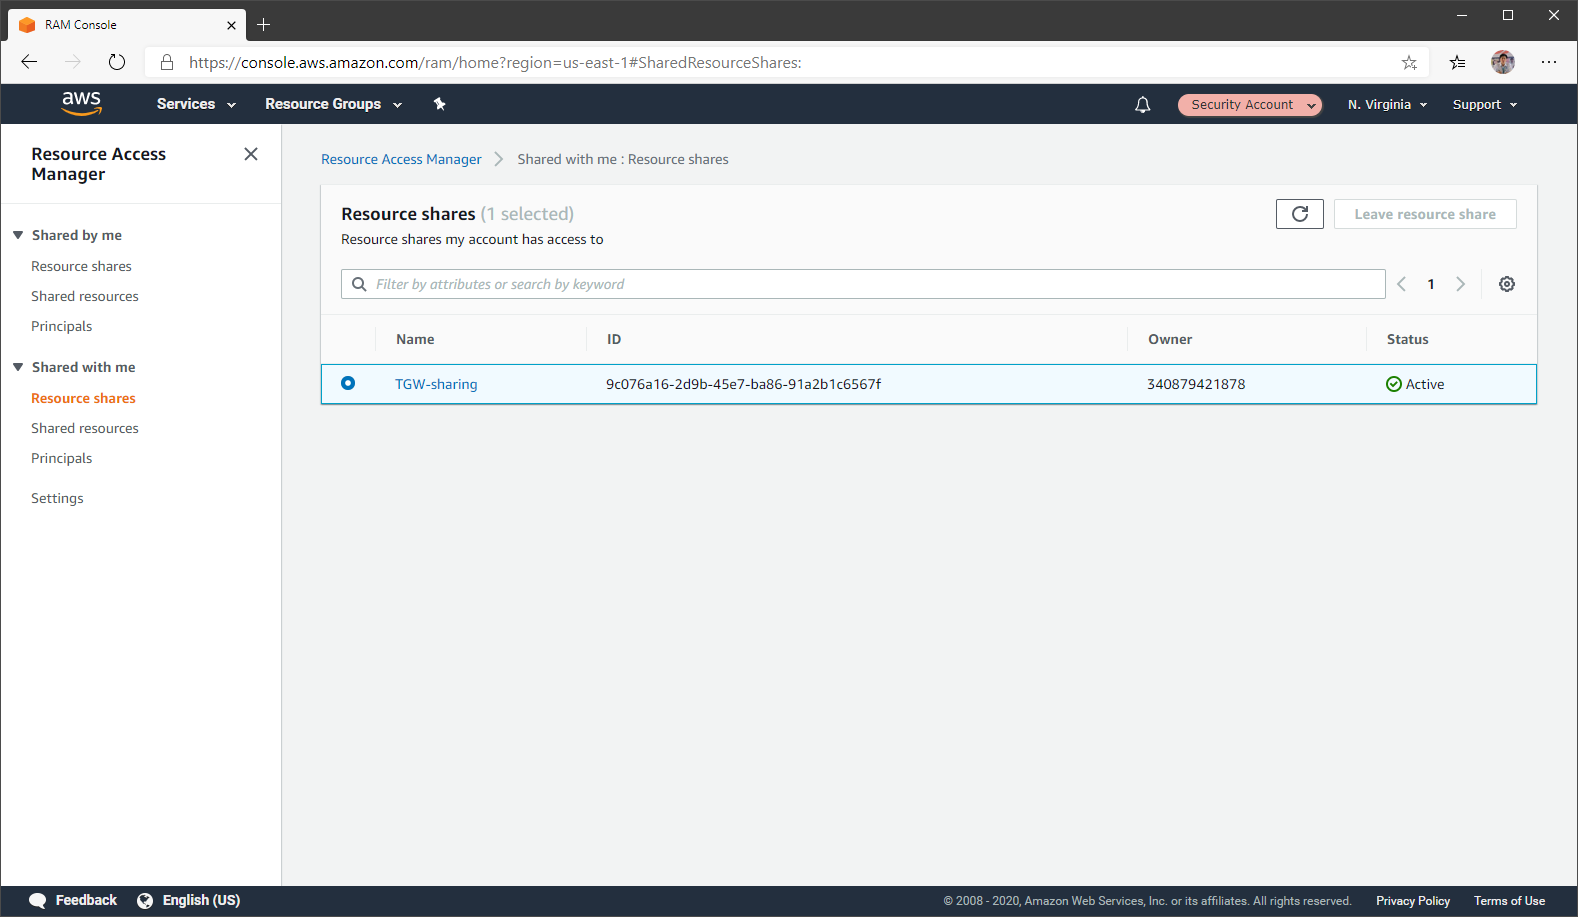 RAM Console
https://console.aws.amazon.com/ram/home?region=us-east-1#SharedResourceShares:
aws
Services
Resource Groups
Security Account
N. Virginia
Support
Resource Access
Manager
Shared by me
Resource shares
Shared resources
Principals
Shared with me
Resource shares
Shared resources
Principals
Settings
Resource Access Manager
Shared with me : Resource shares
Resource shares (1 selected)
Resource shares my account has access to
Leave resource share
Filter by attributes or search by keyword
1
Name ID Owner Status
TGW-sharing 9c076a16-2d9b-45e7-ba86-91a2b1c6567f 340879421878 Active
Feedback
English (US)
© 2008 - 2020, Amazon Web Services, Inc. or its affiliates. All rights reserved.
Privacy Policy
Terms of Use